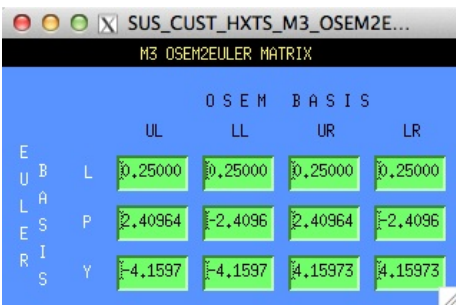 SUS_CUST_HXTS_M3_OSEM2E...
M3 OSEM2EULER MATRIX
OSEM BASIS
UL LL UR LR
EULER BASIS
L 0.25000 0.25000 0.25000 0.25000
P 2.40964 -2.4096 2.40964 -2.4096
Y -4.1597 -4.1597 4.15973 4.15973